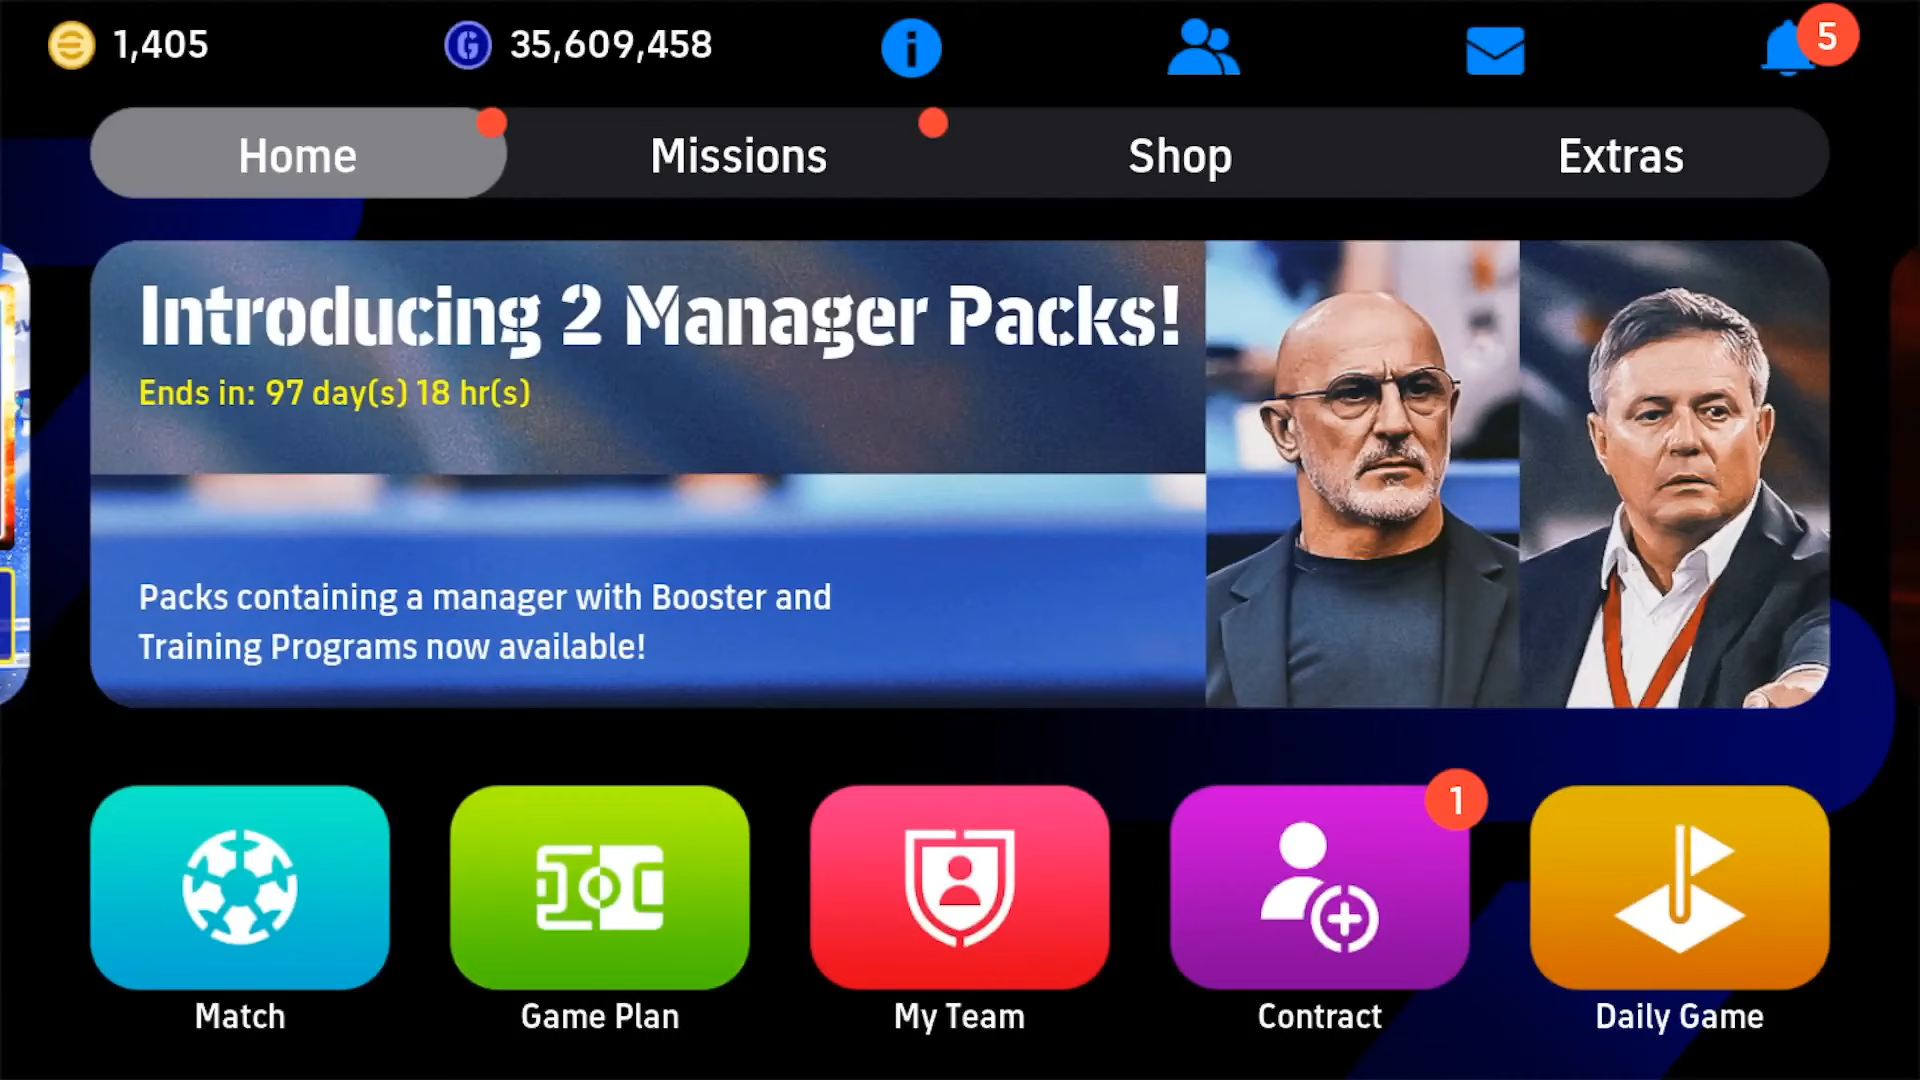 1,405
35,609,458
5
Home
Missions
Shop
Extras
Introducing 2 Manager Packs!
Ends in: 97 day(s) 18 hr(s)
Packs containing a manager with Booster and
Training Programs now available!
1
Match
Game Plan
My Team
Contract
Daily Game